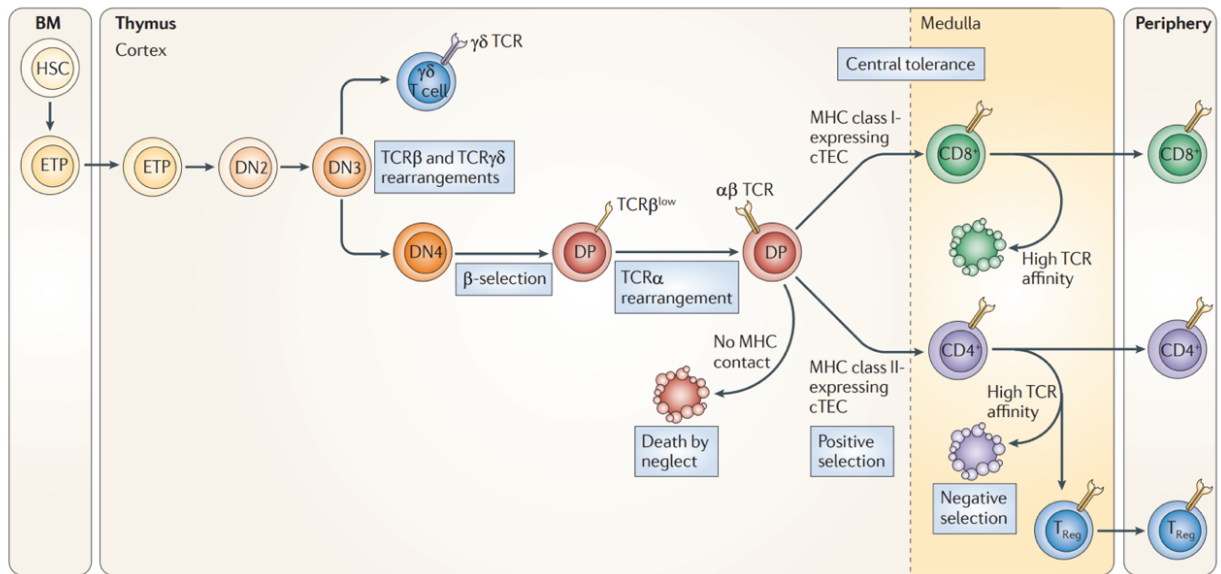 BM
HSC
ETP
Thymus
Cortex
ETP
DN2
DN3
γδ
T cell
γδ TCR
TCRβ and TCRγδ
rearrangements
DN4
β-selection
DP
TCRβlow
TCRα
rearrangement
αβ TCR
DP
No MHC
contact
Death by
neglect
MHC class I-
expressing
cTEC
MHC class II-
expressing
cTEC
Positive
selection
Central tolerance
Medulla
CD8+
High TCR
affinity
CD4+
High TCR
affinity
Negative
selection
TReg
Periphery
CD8+
CD4+
TReg